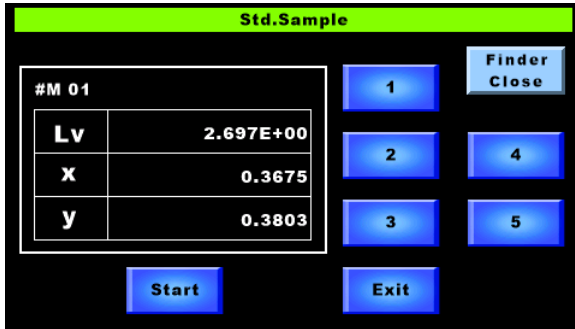 Std.Sample
Finder
Close
#M 01
1
Lv 2.697E+00
2 4
x 0.3675
y 0.3803
3 5
Start Exit